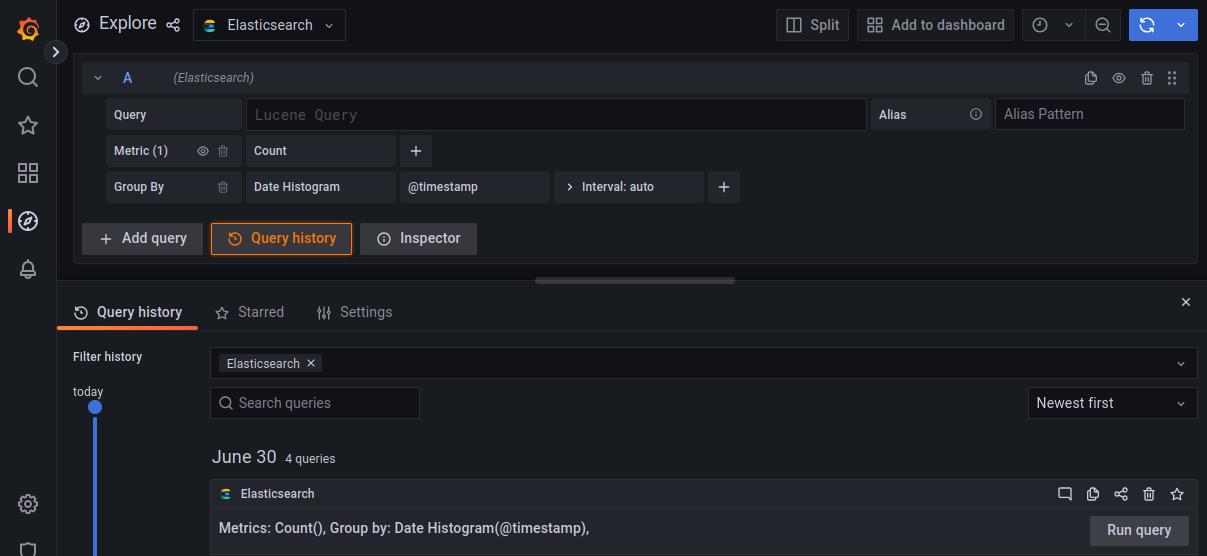 Explore Elasticsearch Split Add to dashboard
A (Elasticsearch)
Query Lucene Query Alias Alias Pattern
Metric (1) Count
Group By Date Histogram @timestamp Interval: auto
Add query Query history Inspector
Query history Starred Settings
Filter history Elasticsearch
today
Search queries Newest first
June 30 4 queries
Elasticsearch
Metrics: Count(), Group by: Date Histogram(@timestamp), Run query